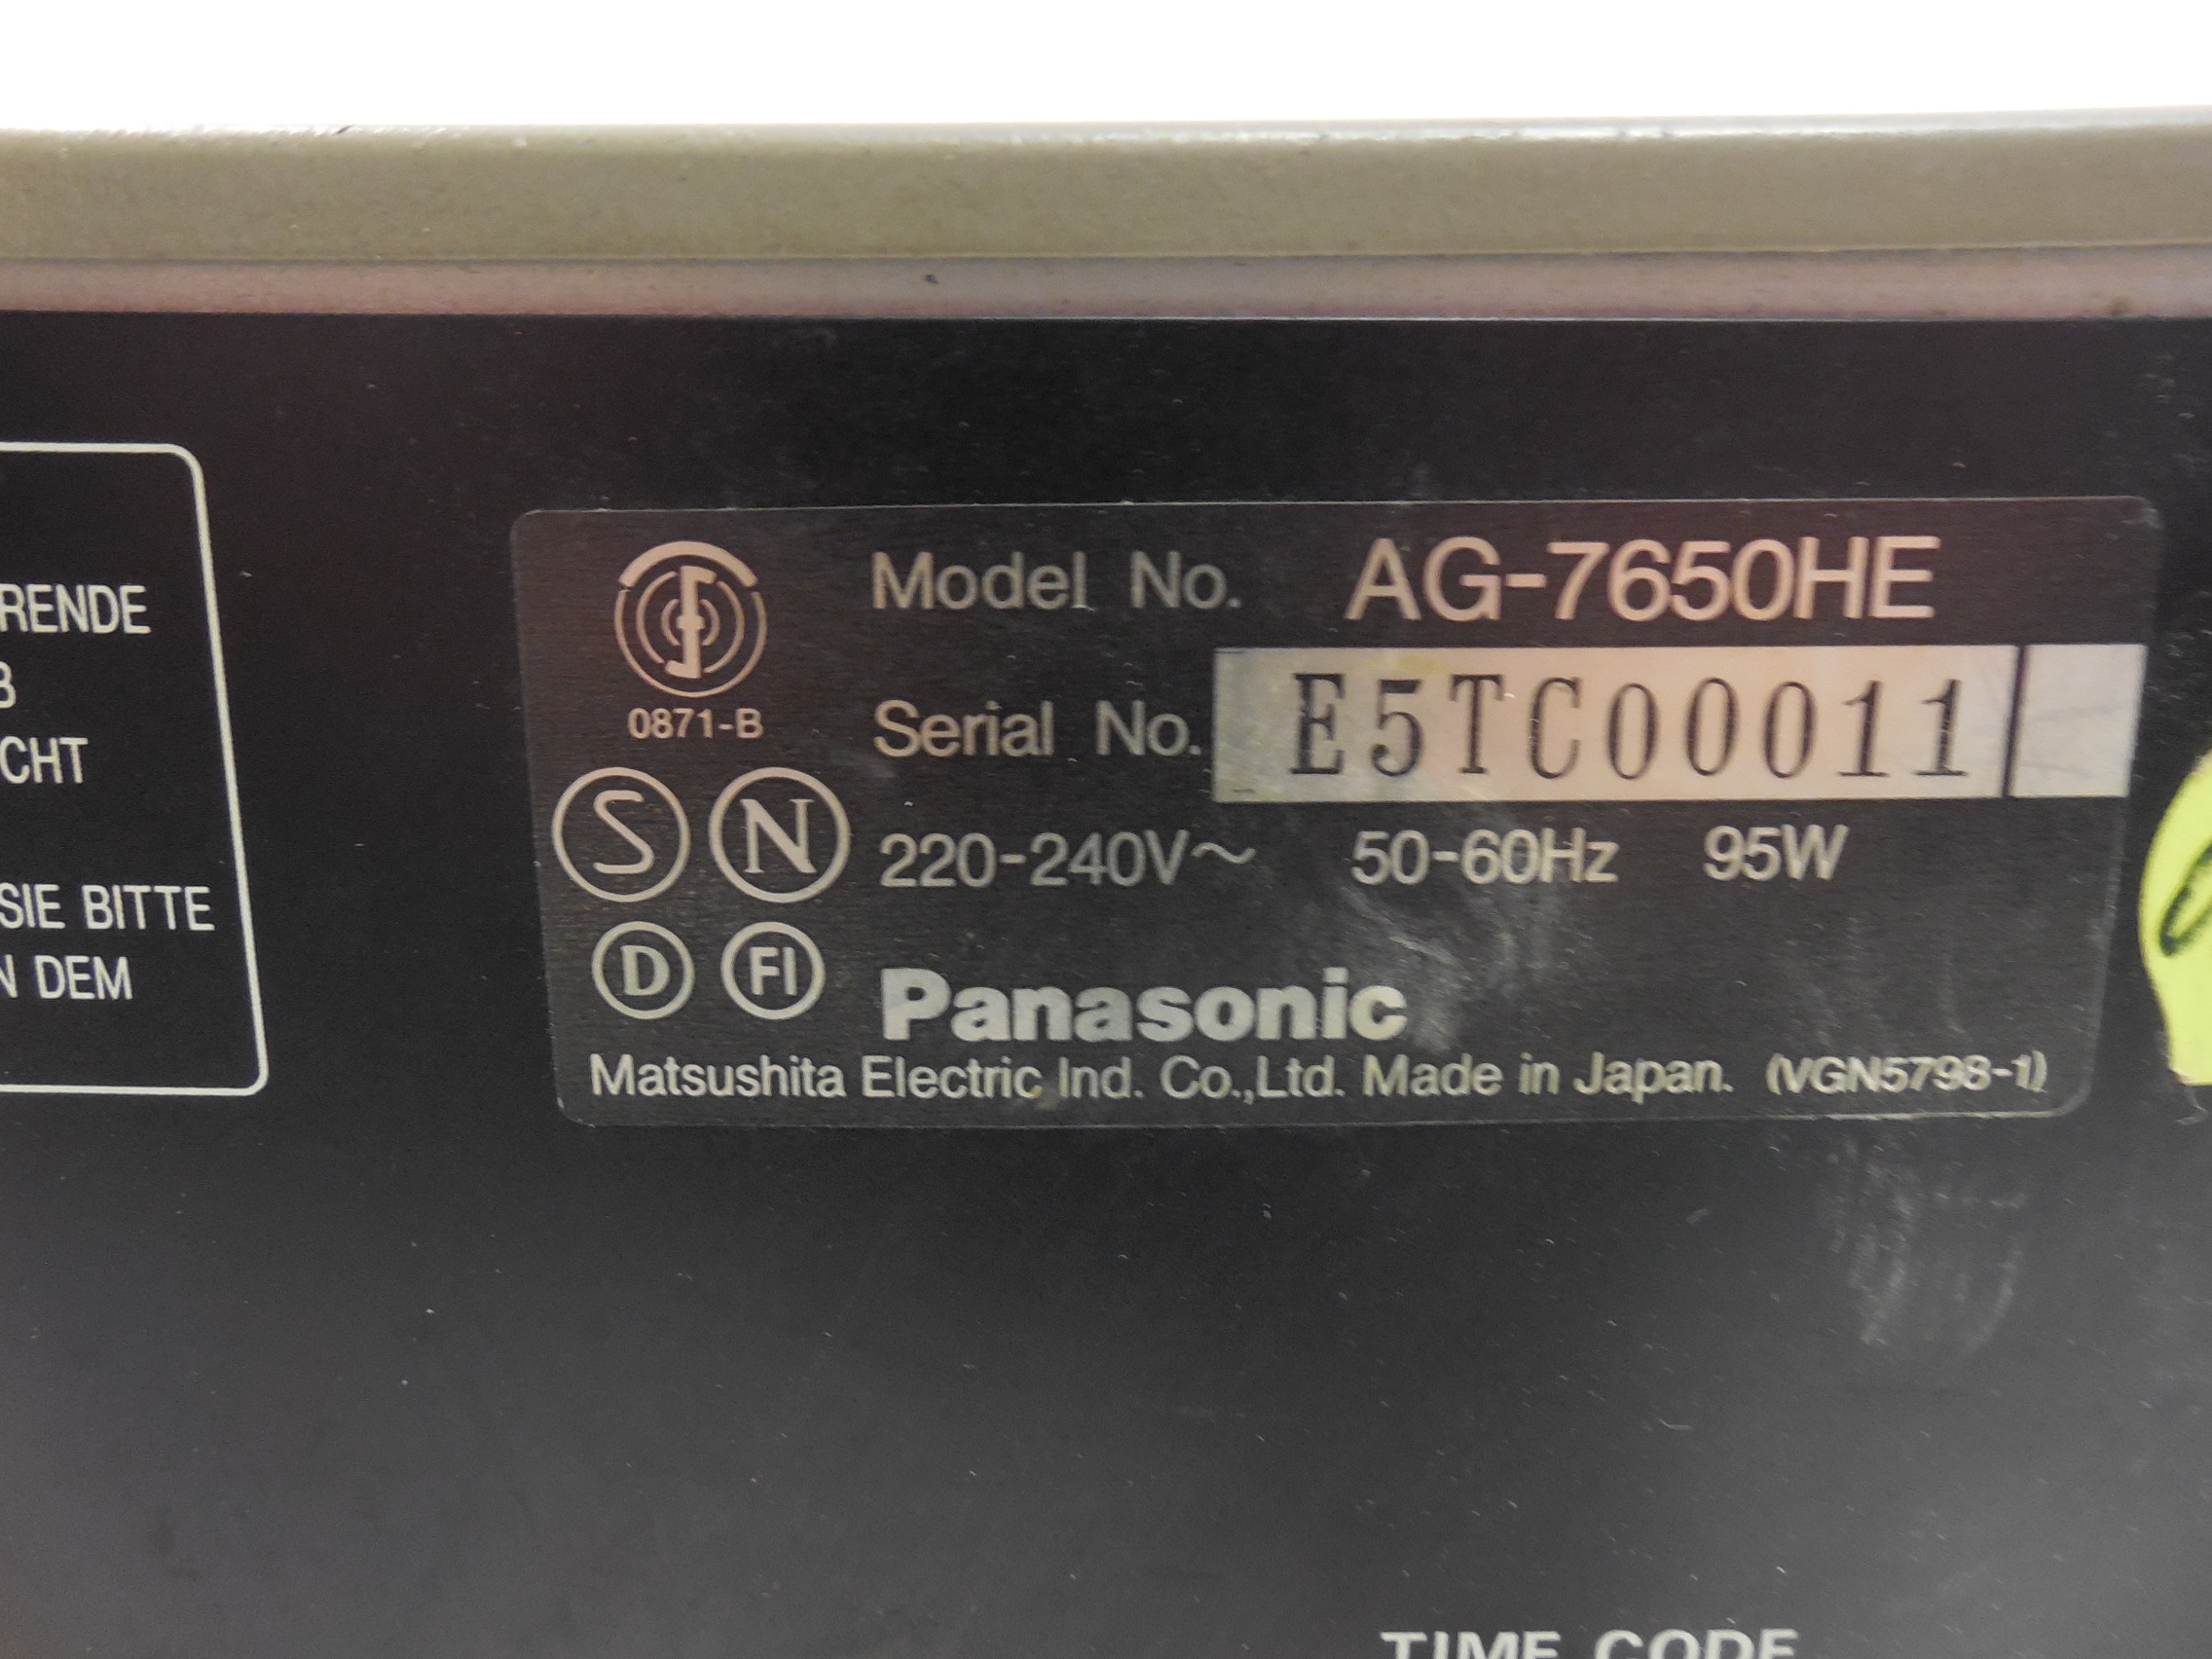 RENDE
B
CHT
SIE BITTE
N DEM
0871-B
S N
D FI
Model No. AG-7650HE
Serial No. E5TC00011
220-240V~ 50-60Hz 95W
Panasonic
Matsushita Electric Ind. Co.,Ltd. Made in Japan. (VGN5798-1)
TIME CODE